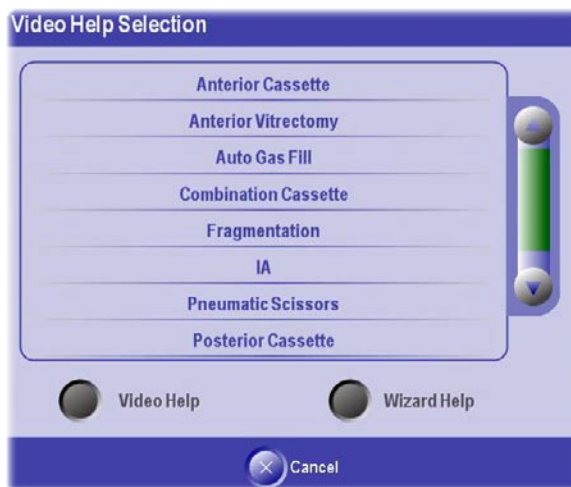 Video Help Selection
Anterior Cassette
Anterior Vitrectomy
Auto Gas Fill
Combination Cassette
Fragmentation
IA
Pneumatic Scissors
Posterior Cassette
Video Help Wizard Help
Cancel